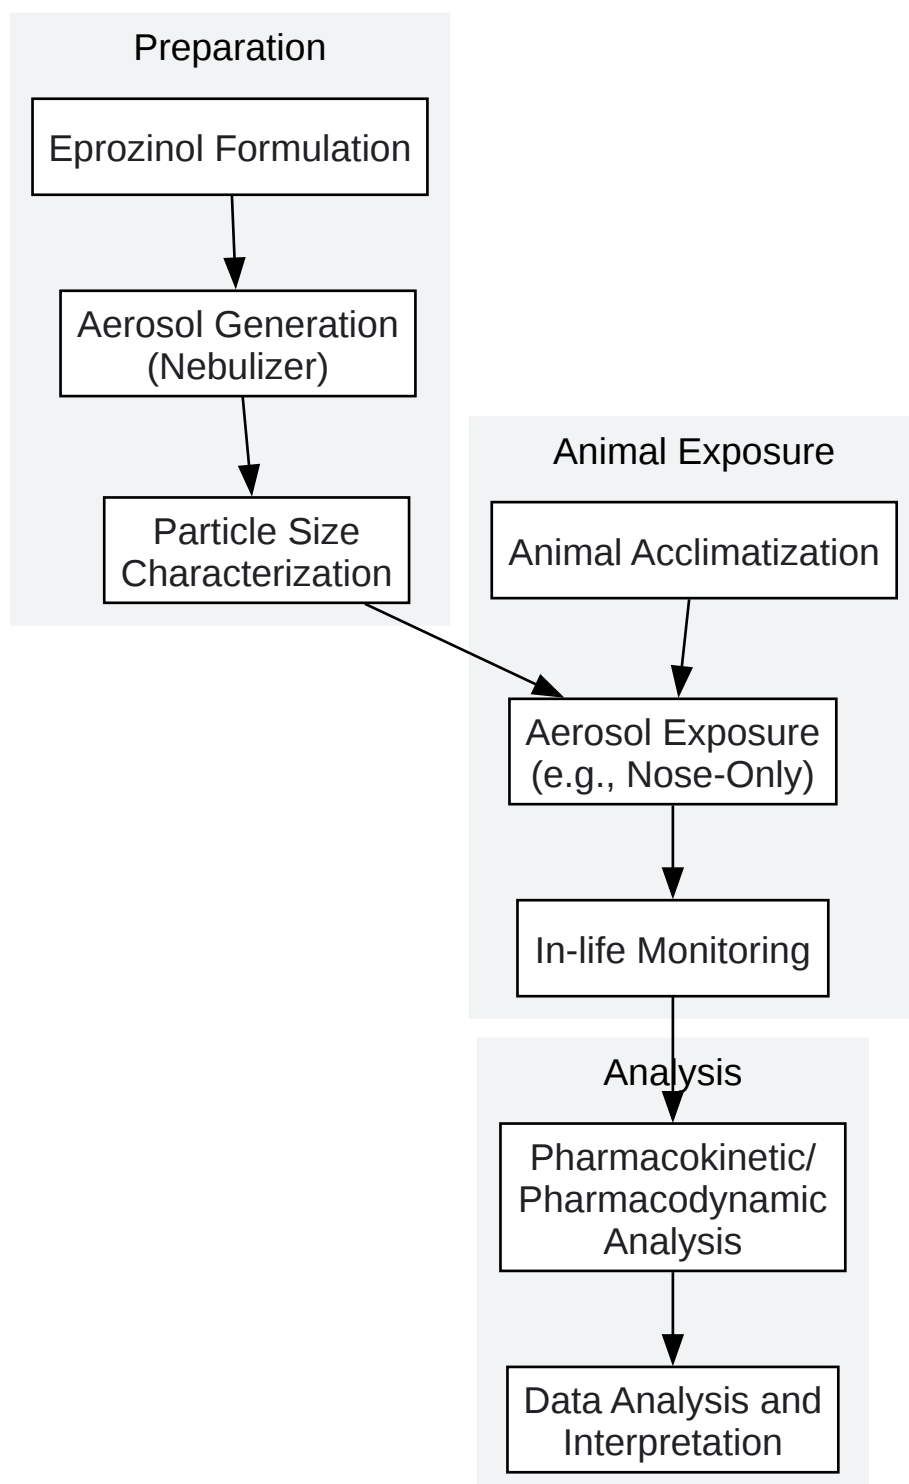 Preparation
Eprozinol Formulation
Aerosol Generation
(Nebulizer)
Particle Size
Characterization
Animal Exposure
Animal Acclimatization
Aerosol Exposure
(e.g., Nose-Only)
In-life Monitoring
Analysis
Pharmacokinetic/
Pharmacodynamic
Analysis
Data Analysis and
Interpretation